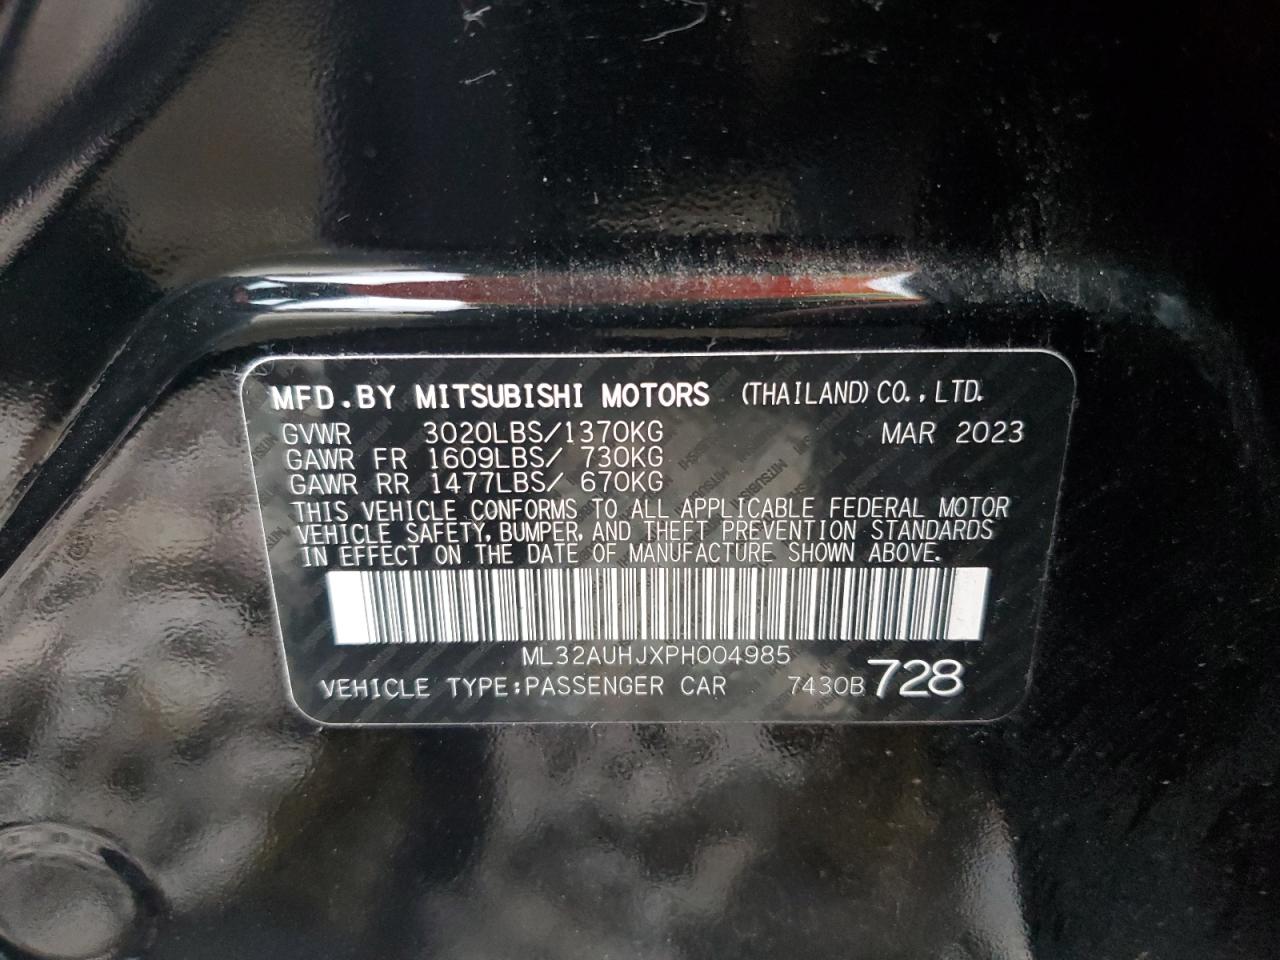 MFD.BY MITSUBISHI MOTORS (THAILAND) CO., LTD.
GVWR 3020LBS/1370KG MAR 2023
GAWR FR 1609LBS/ 730KG
GAWR RR 1477LBS/ 670KG
THIS VEHICLE CONFORMS TO ALL APPLICABLE FEDERAL MOTOR
VEHICLE SAFETY, BUMPER, AND THEFT PREVENTION STANDARDS
IN EFFECT ON THE DATE OF MANUFACTURE SHOWN ABOVE.
ML32AUHJXPH004985
VEHICLE TYPE:PASSENGER CAR 7430B 728